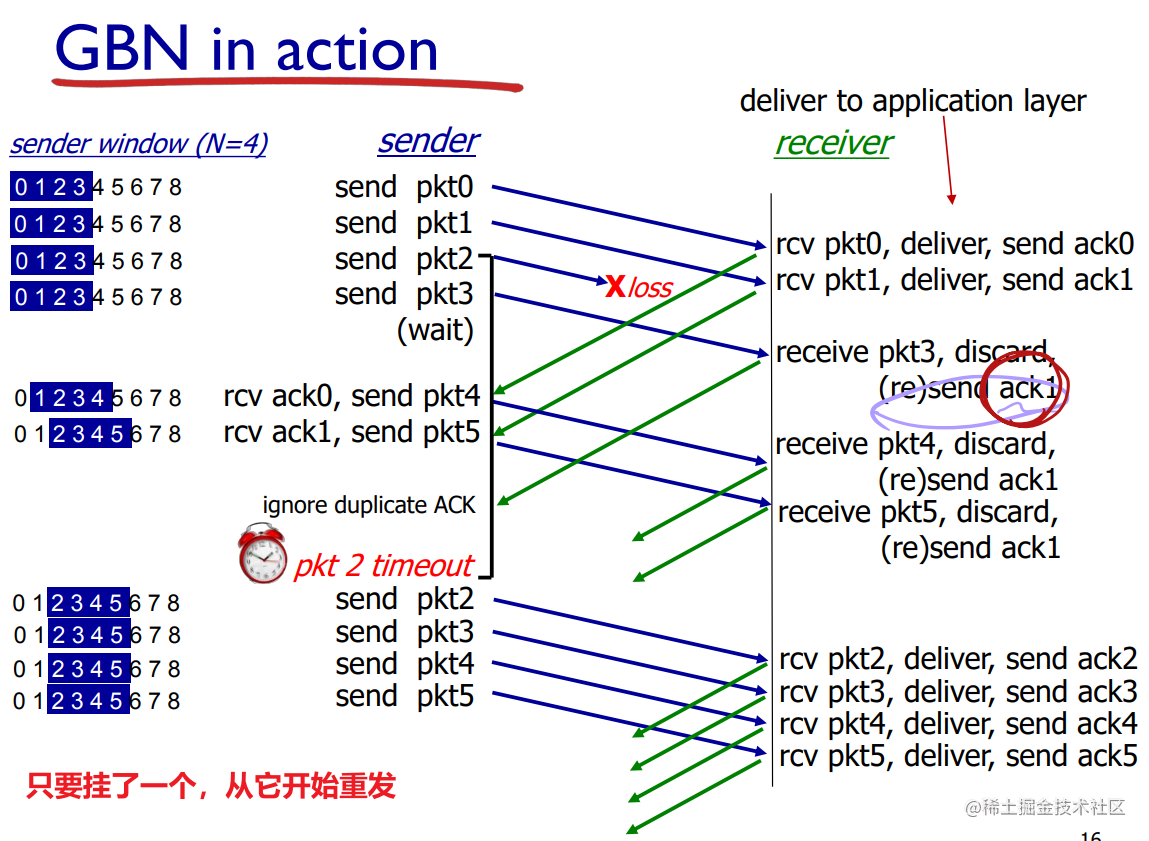 GBN in action
deliver to application layer
sender window (N=4)
sender
receiver
0 1 2 3 4 5 6 7 8
send pkt0
0 1 2 3 4 5 6 7 8
send pkt1
0 1 2 3 4 5 6 7 8
send pkt2
0 1 2 3 4 5 6 7 8
send pkt3
(wait)
X loss
rcv pkt0, deliver, send ack0
rcv pkt1, deliver, send ack1
receive pkt3, discard,
(re)send ack1
0 1 2 3 4 5 6 7 8
rcv ack0, send pkt4
0 1 2 3 4 5 6 7 8
rcv ack1, send pkt5
receive pkt4, discard,
(re)send ack1
ignore duplicate ACK
receive pkt5, discard,
(re)send ack1
pkt 2 timeout
0 1 2 3 4 5 6 7 8
send pkt2
0 1 2 3 4 5 6 7 8
send pkt3
0 1 2 3 4 5 6 7 8
send pkt4
0 1 2 3 4 5 6 7 8
send pkt5
rcv pkt2, deliver, send ack2
rcv pkt3, deliver, send ack3
rcv pkt4, deliver, send ack4
rcv pkt5, deliver, send ack5
只要挂了一个，从它开始重发
@稀土掘金技术社区
16